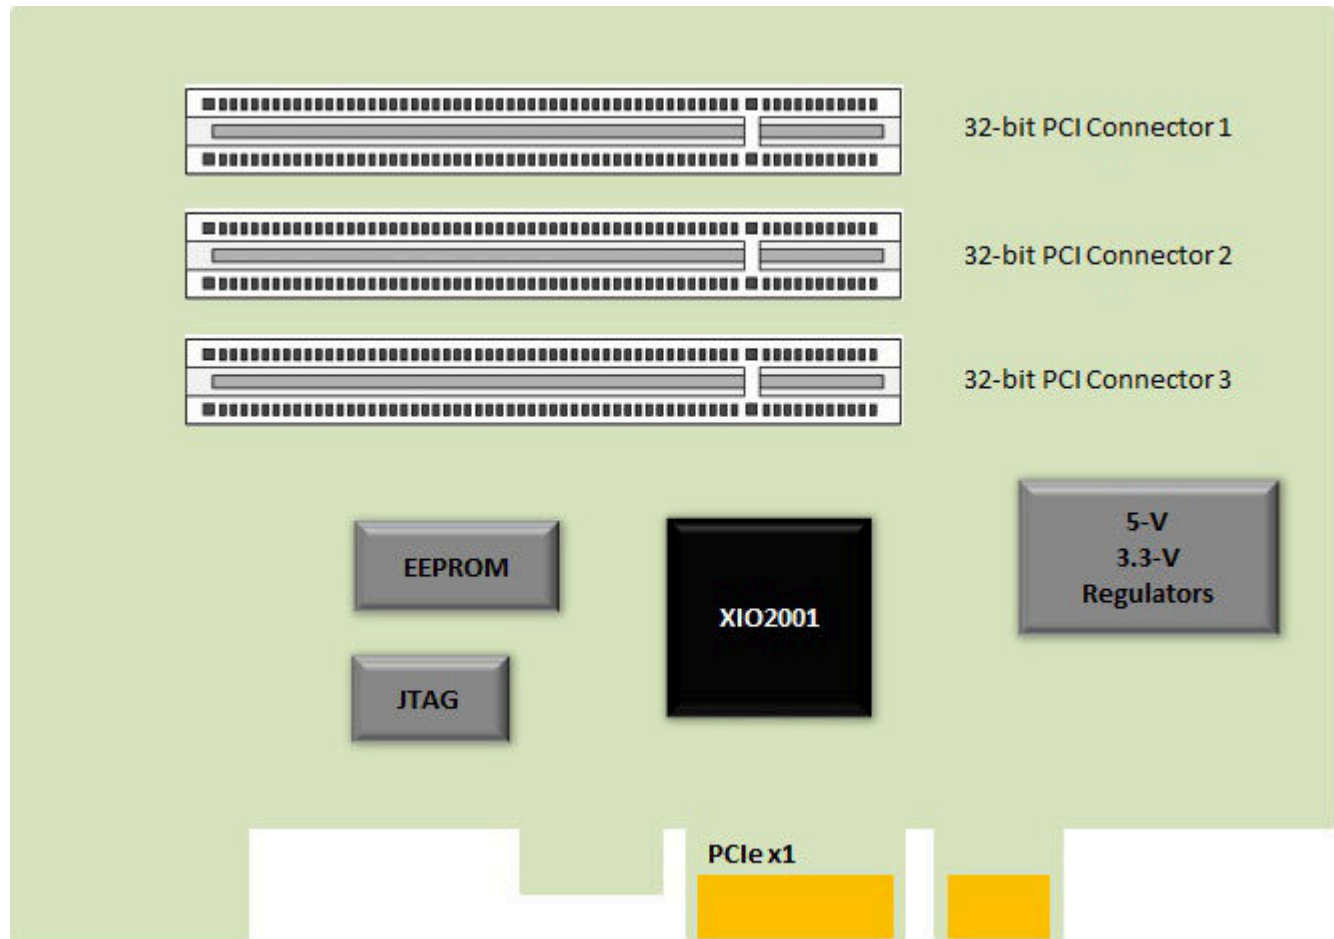 32-bit PCI Connector 1
32-bit PCI Connector 2
32-bit PCI Connector 3
5-V
3.3-V
Regulators
EEPROM
XIO2001
JTAG
PCIe x1